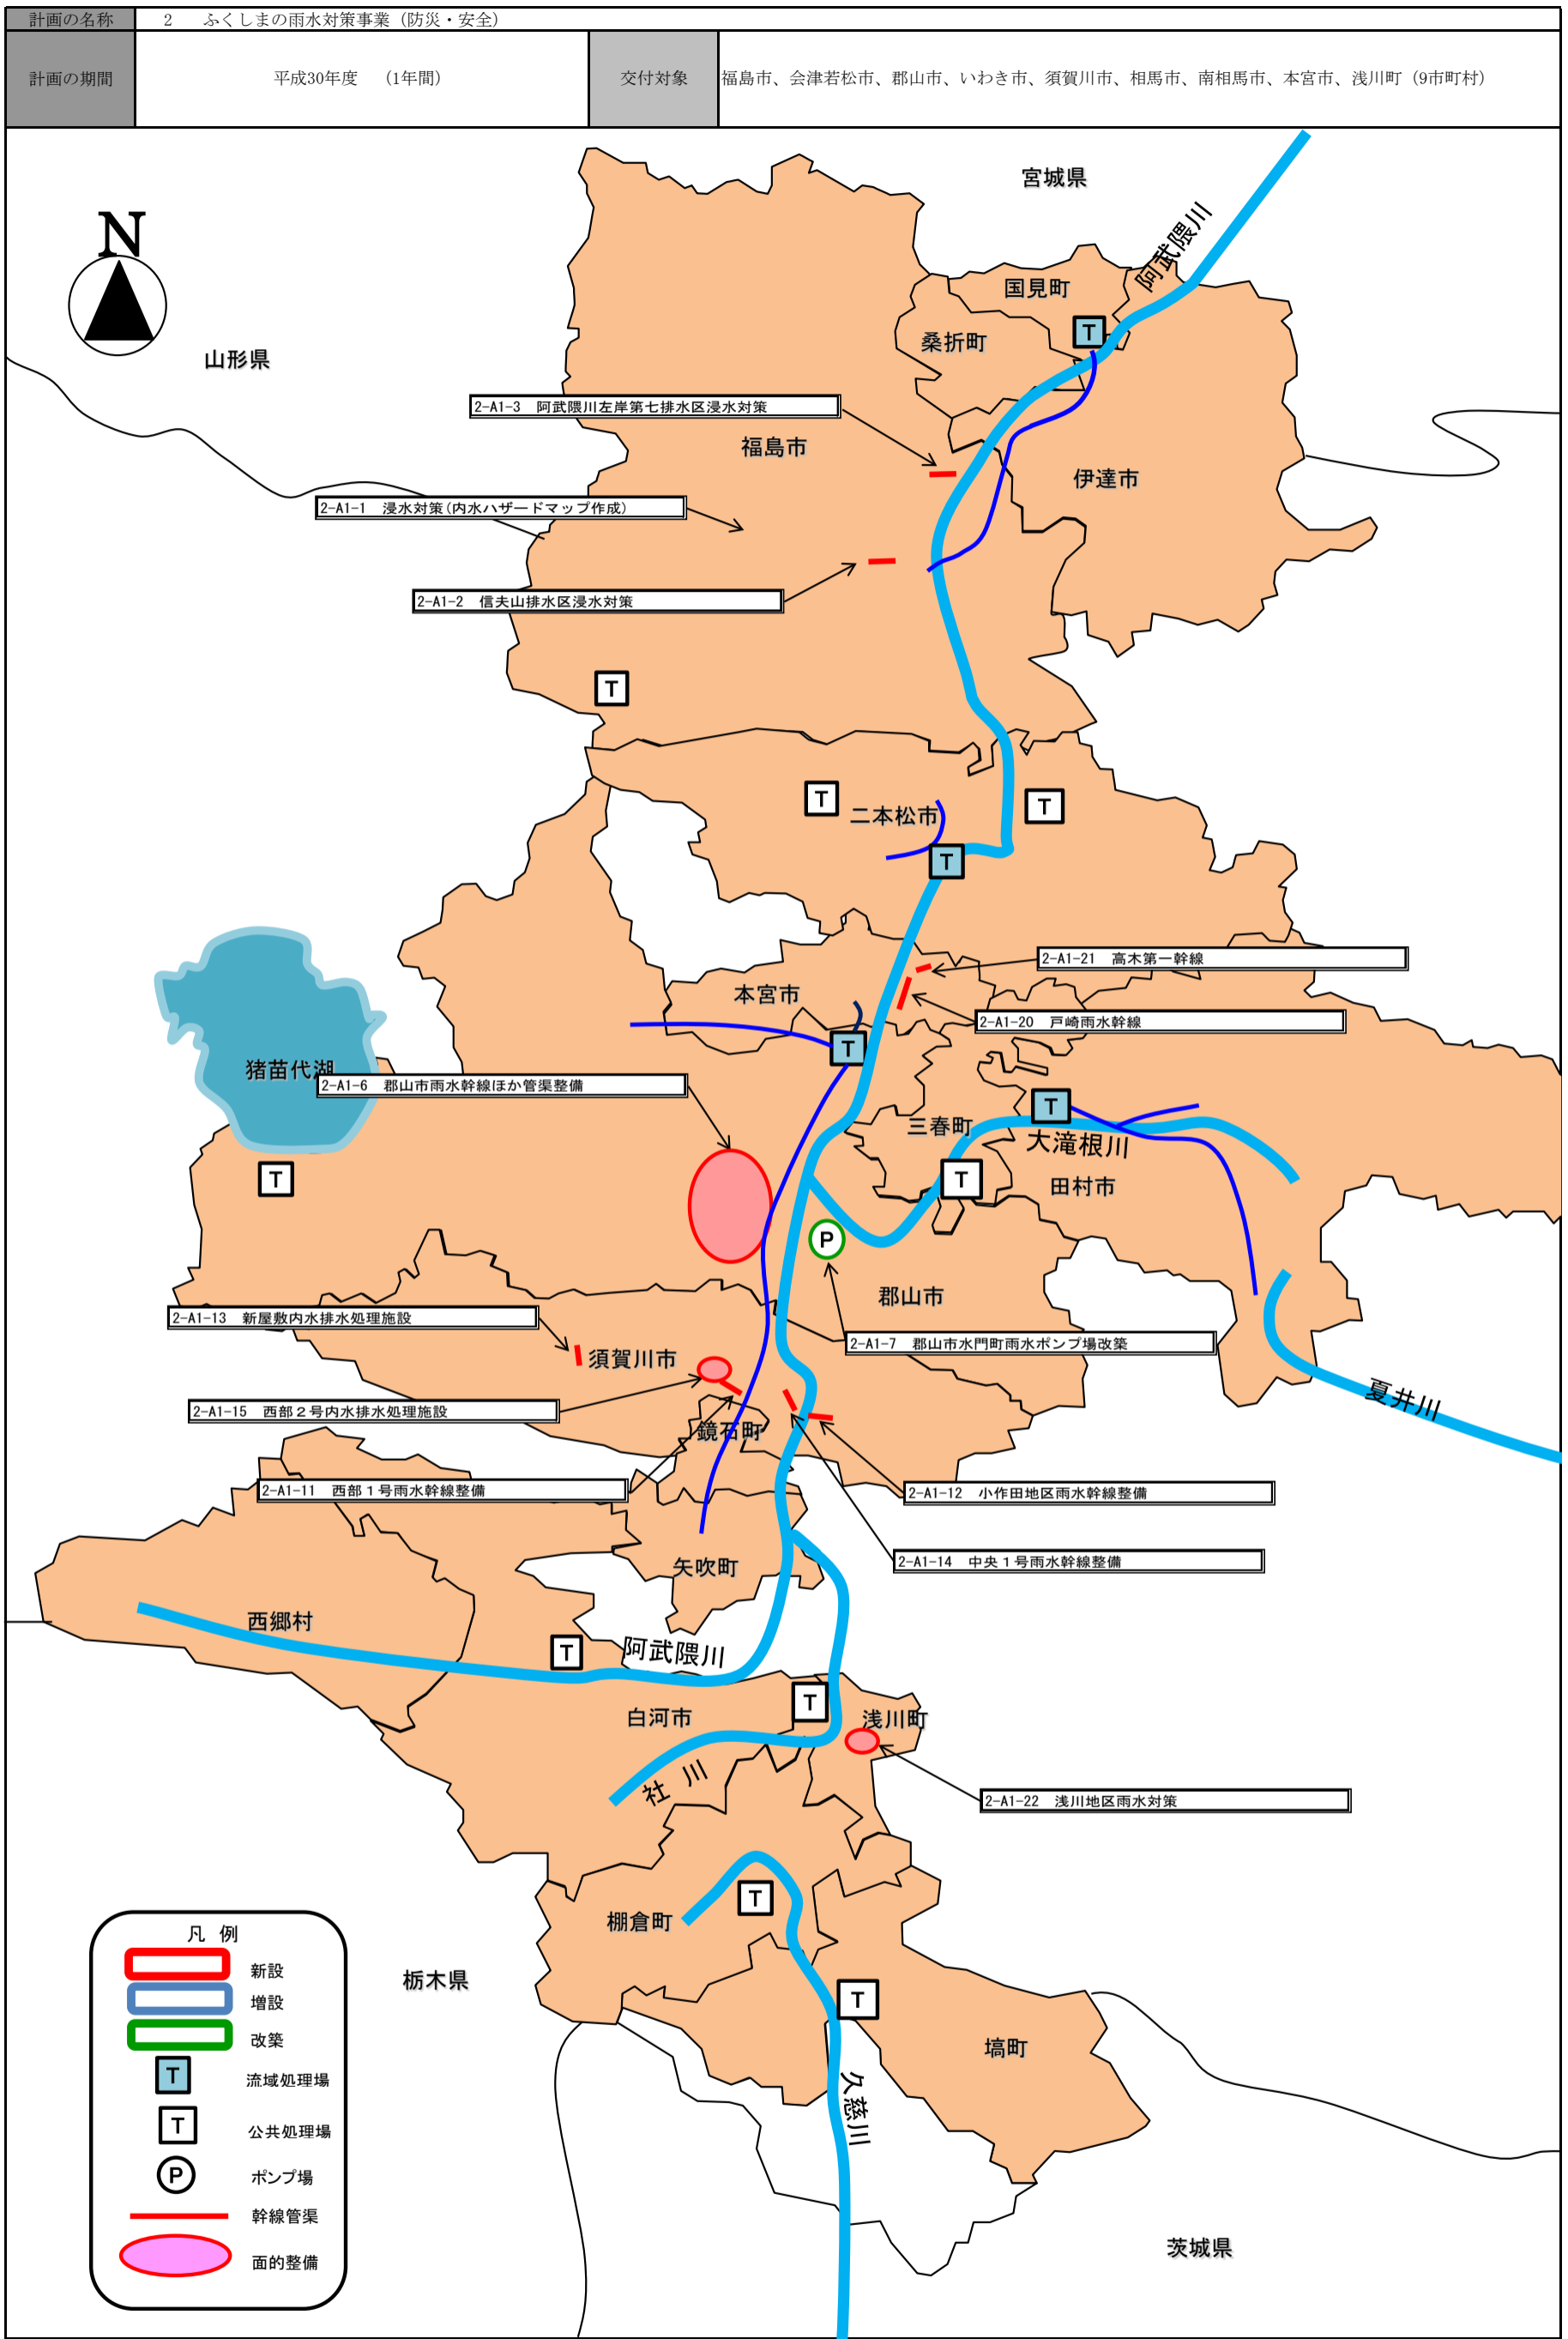 計画の名称
2 ふくしまの雨水対策事業（防災・安全）
計画の期間
平成30年度 （1年間）
交付対象
福島市、会津若松市、郡山市、いわき市、須賀川市、相馬市、南相馬市、本宮市、浅川町（9市町村）
宮城県
N
阿武隈川
国見町
T
桑折町
山形県
2-A1-3 阿武隈川左岸第七排水区浸水対策
福島市
伊達市
2-A1-1 浸水対策(内水ハザードマップ作成)
2-A1-2 信夫山排水区浸水対策
T
T
二本松市
T
T
2-A1-21 高木第一幹線
本宮市
2-A1-20 戸崎雨水幹線
T
猪苗代湖
2-A1-6 郡山市雨水幹線ほか管渠整備
T
三春町
大滝根川
T
T
田村市
P
郡山市
2-A1-13 新屋敷内水排水処理施設
2-A1-7 郡山市水門町雨水ポンプ場改築
須賀川市
夏井川
2-A1-15 西部２号内水排水処理施設
鏡石町
2-A1-11 西部１号雨水幹線整備
2-A1-12 小作田地区雨水幹線整備
2-A1-14 中央１号雨水幹線整備
矢吹町
西郷村
T
阿武隈川
T
白河市
浅川町
社川
2-A1-22 浅川地区雨水対策
T
棚倉町
栃木県
T
塙町
久慈川
茨城県
凡 例
新設
増設
改築
T 流域処理場
T 公共処理場
P ポンプ場
幹線管渠
面的整備